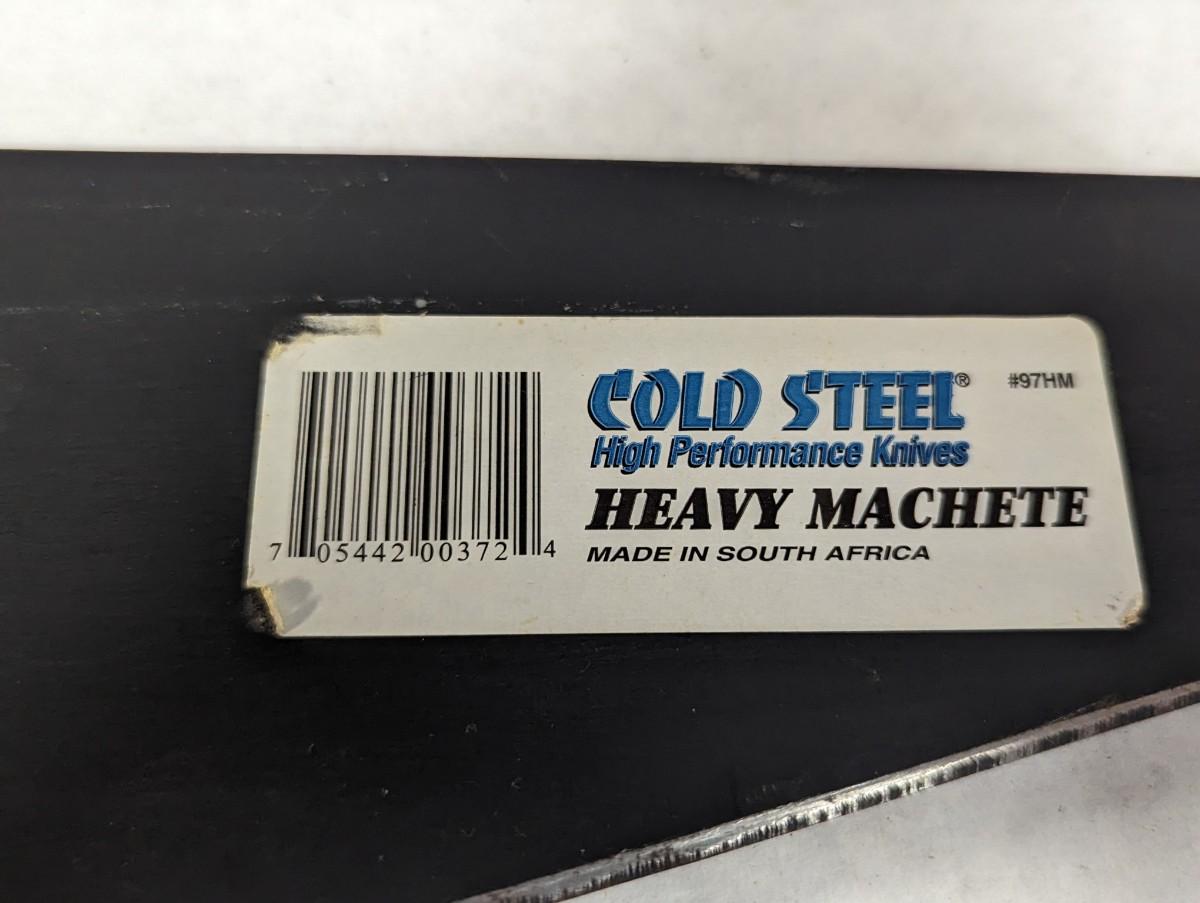 COLD STEEL® #97HM
High Performance Knives
HEAVY MACHETE
MADE IN SOUTH AFRICA
7 05442 00372 4